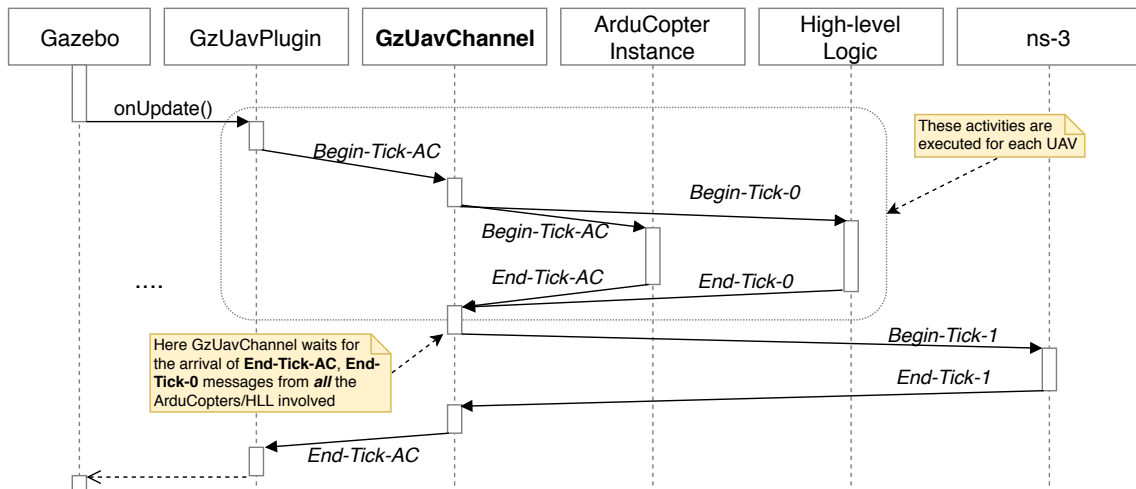 Gazebo
GzUavPlugin
GzUavChannel
ArduCopter
Instance
High-level
Logic
ns-3
onUpdate()
These activities are
executed for each UAV
Begin-Tick-AC
Begin-Tick-0
Begin-Tick-AC
End-Tick-AC
End-Tick-0
....
Here GzUavChannel waits for
the arrival of End-Tick-AC, End-
Tick-0 messages from all the
ArduCopters/HLL involved
Begin-Tick-1
End-Tick-1
End-Tick-AC